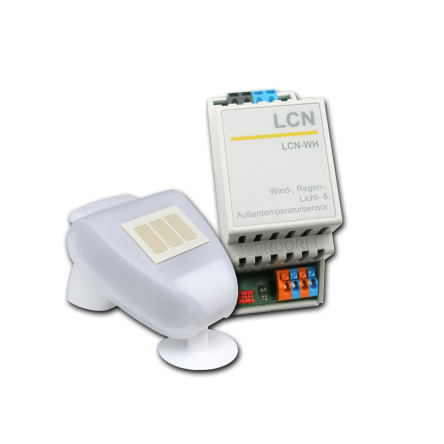 LCN
LCN-WH
Wind-, Regen-,
Licht- &
Außentemperatursensor